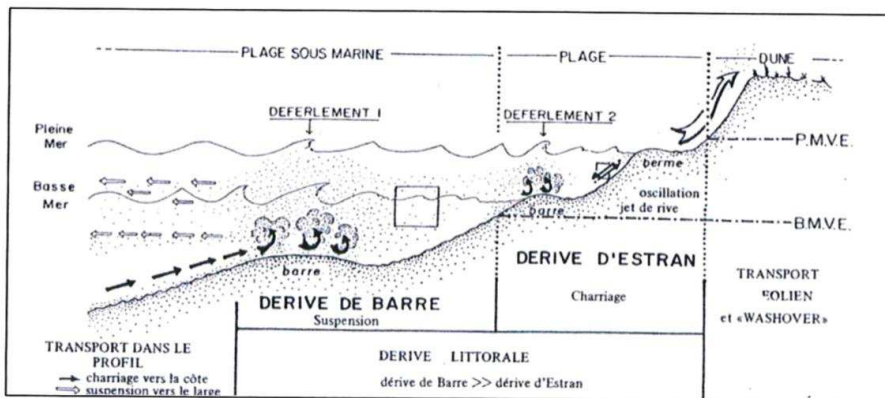 PLAGE SOUS MARINE
PLAGE
DUNE
DEFERLEMENT 1
DEFERLEMENT 2
Pleine
Mer
P.M.V.E.
berme
Basse
Mer
oscillation
jet de rive
barre
B.M.V.E.
barre
DERIVE D'ESTRAN
Charriage
TRANSPORT
EOLIEN
et «WASHOVER»
DERIVE DE BARRE
Suspension
TRANSPORT DANS LE
PROFIL
charriage vers la côte
suspension vers le large
DERIVE LITTORALE
dérive de Barre >> dérive d'Estran